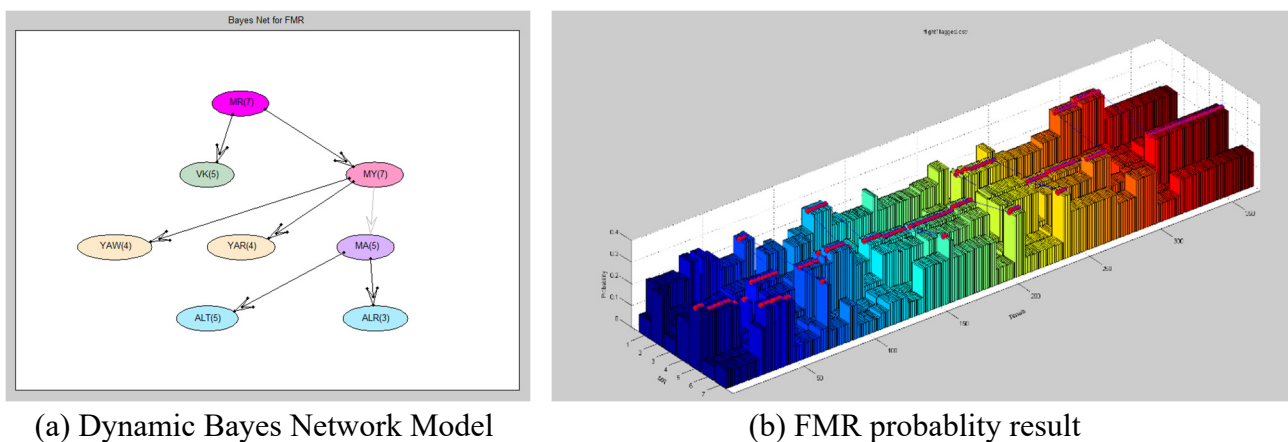 Bayes Net for FMR
MR(7)
VK(5)
MY(7)
YAW(4)
YAR(4)
MA(5)
ALT(5)
ALR(3)
0.4
0.3
0.2
0.1
0
Probability
1
2
3
4
5
6
7
MR
50
100
150
200
250
300
350
(a) Dynamic Bayes Network Model
(b) FMR probablity result